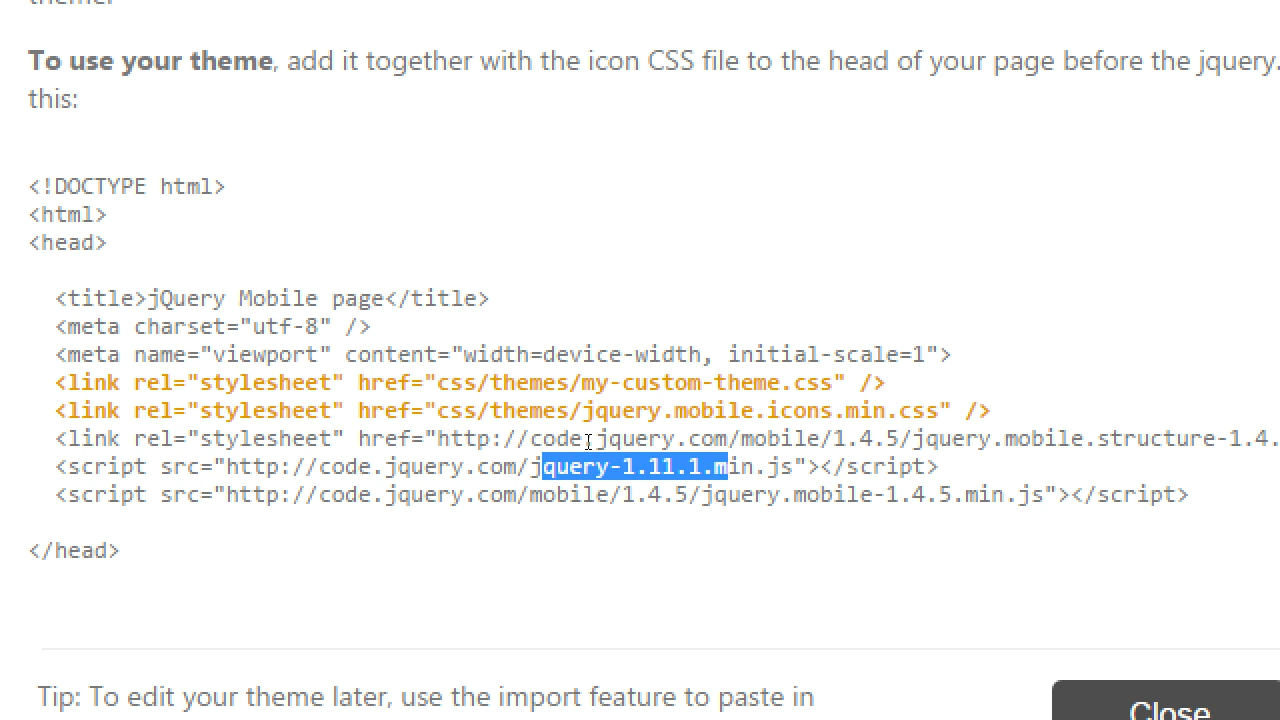 theme.
To use your theme, add it together with the icon CSS file to the head of your page before the jquery.
this:
<!DOCTYPE html>
<html>
<head>
<title>jQuery Mobile page</title>
<meta charset="utf-8" />
<meta name="viewport" content="width=device-width, initial-scale=1">
<link rel="stylesheet" href="css/themes/my-custom-theme.css" />
<link rel="stylesheet" href="css/themes/jquery.mobile.icons.min.css" />
<link rel="stylesheet" href="http://code.jquery.com/mobile/1.4.5/jquery.mobile.structure-1.4.
<script src="http://code.jquery.com/jquery-1.11.1.min.js"></script>
<script src="http://code.jquery.com/mobile/1.4.5/jquery.mobile-1.4.5.min.js"></script>
</head>
Tip: To edit your theme later, use the import feature to paste in
Close